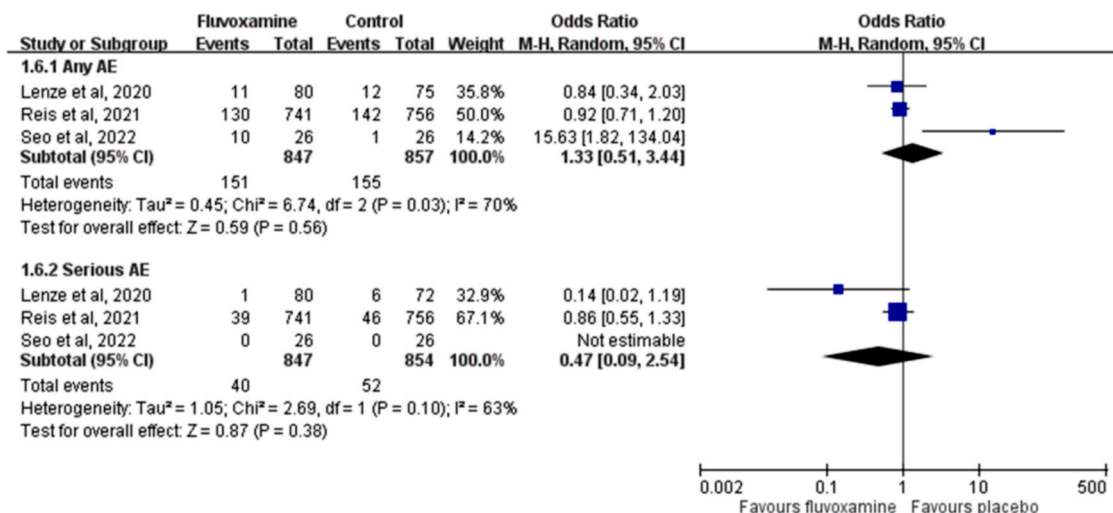 Fluvoxamine Control Odds Ratio Odds Ratio
Study or Subgroup Events Total Events Total Weight M-H, Random, 95% CI M-H, Random, 95% CI
1.6.1 Any AE
Lenze et al, 2020 11 80 12 75 35.8% 0.84 [0.34, 2.03]
Reis et al, 2021 130 741 142 756 50.0% 0.92 [0.71, 1.20]
Seo et al, 2022 10 26 1 26 14.2% 15.63 [1.82, 134.04]
Subtotal (95% CI) 847 857 100.0% 1.33 [0.51, 3.44]
Total events 151 155
Heterogeneity: Tau² = 0.45; Chi² = 6.74, df = 2 (P = 0.03); I² = 70%
Test for overall effect: Z = 0.59 (P = 0.56)
1.6.2 Serious AE
Lenze et al, 2020 1 80 6 72 32.9% 0.14 [0.02, 1.19]
Reis et al, 2021 39 741 46 756 67.1% 0.86 [0.55, 1.33]
Seo et al, 2022 0 26 0 26 Not estimable
Subtotal (95% CI) 847 854 100.0% 0.47 [0.09, 2.54]
Total events 40 52
Heterogeneity: Tau² = 1.05; Chi² = 2.69, df = 1 (P = 0.10); I² = 63%
Test for overall effect: Z = 0.87 (P = 0.38)
0.002 0.1 1 10 500
Favours fluvoxamine Favours placebo